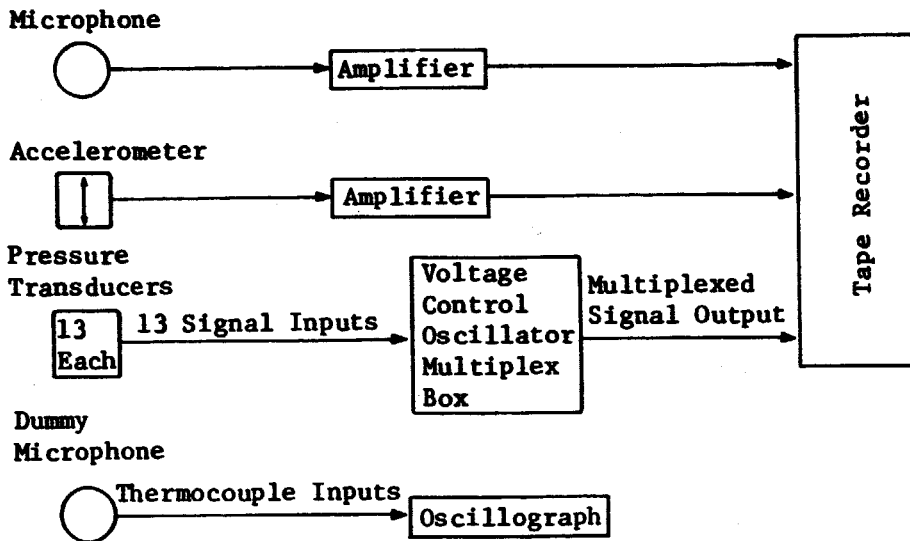 Microphone
Amplifier
Accelerometer
Amplifier
Pressure
Transducers
13
Each
13 Signal Inputs
Voltage
Control
Oscillator
Multiplex
Box
Multiplexed
Signal Output
Tape Recorder
Dummy
Microphone
Thermocouple Inputs
Oscillograph